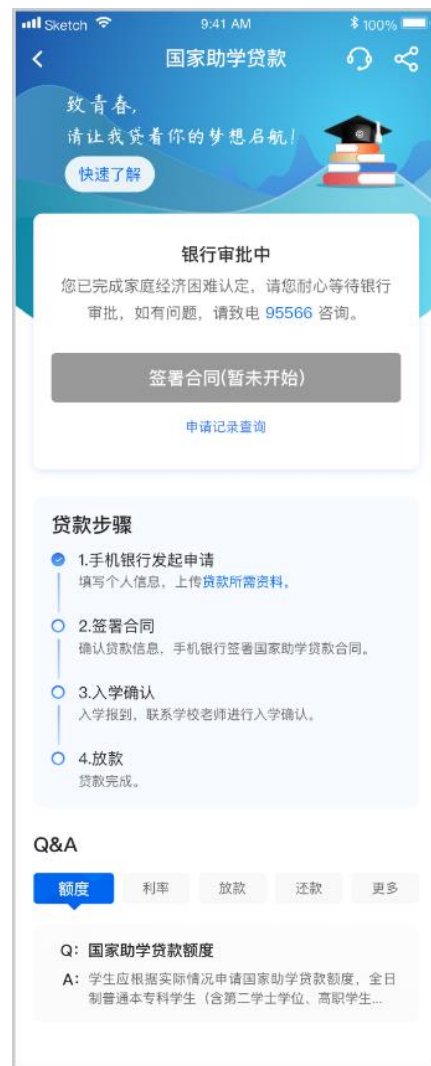 Sketch 9:41 AM 100%
国家助学贷款
致青春,
请让我贷着你的梦想启航!
快速了解
银行审批中
您已完成家庭经济困难认定，请您耐心等待银行
审批，如有问题，请致电 95566 咨询。
签署合同(暂未开始)
申请记录查询
贷款步骤
1.手机银行发起申请
填写个人信息，上传贷款所需资料。
2.签署合同
确认贷款信息，手机银行签署国家助学贷款合同。
3.入学确认
入学报到，联系学校老师进行入学确认。
4.放款
贷款完成。
Q&A
额度 利率 放款 还款 更多
Q: 国家助学贷款额度
A: 学生应根据实际情况申请国家助学贷款额度，全日
制普通本专科学生（含第二学士学位、高职学生...